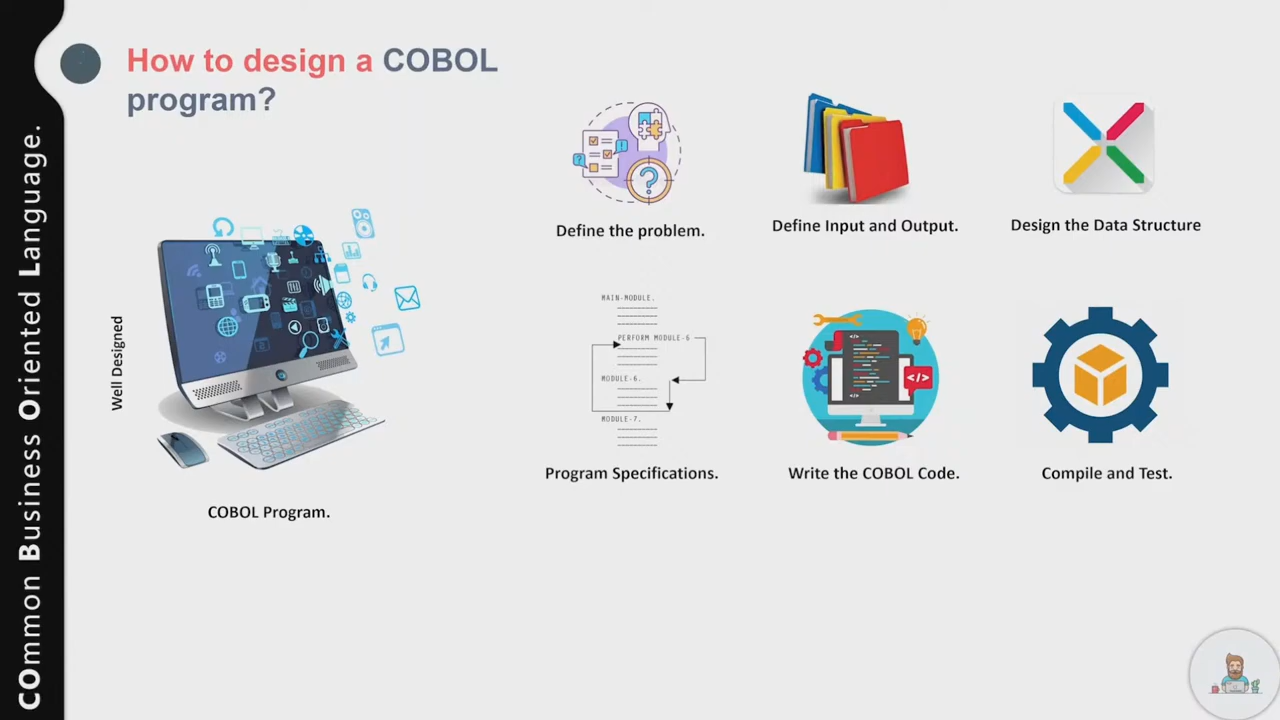 How to design a COBOL
program?
COmmon Business Oriented Language.
Well Designed
COBOL Program.
Define the problem.
Define Input and Output.
Design the Data Structure
MAIN-MODULE.
PERFORM MODULE-6
MODULE-6.
MODULE-7.
Program Specifications.
Write the COBOL Code.
Compile and Test.